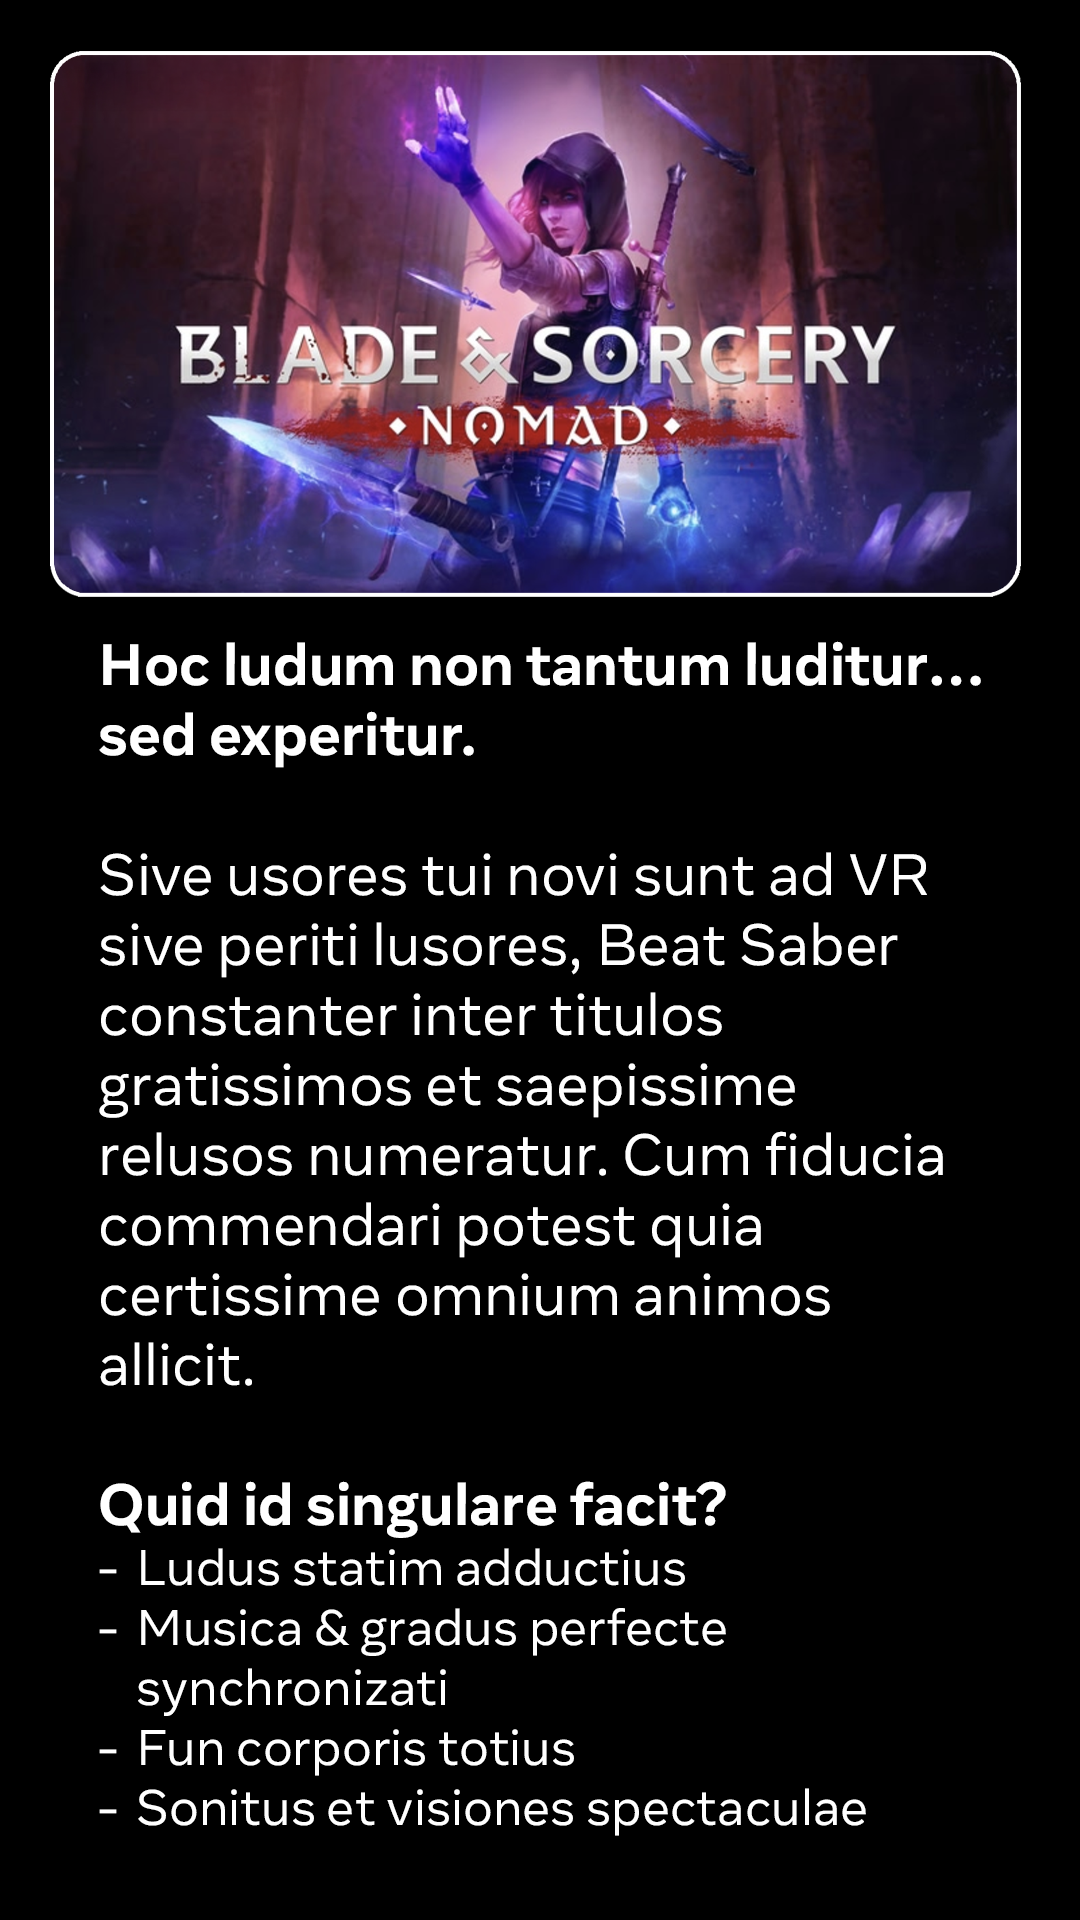 BLADE & SORCERY
NOMAD
Hoc ludum non tantum luditur...
sed experitur.
Sive usores tui novi sunt ad VR
sive periti lusores, Beat Saber
constanter inter titulos
gratissimos et saepissime
relusos numeratur. Cum fiducia
commendari potest quia
certissime omnium animos
allicit.
Quid id singulare facit?
- Ludus statim adductius
- Musica & gradus perfecte
synchronizati
- Fun corporis totius
- Sonitus et visiones spectaculae